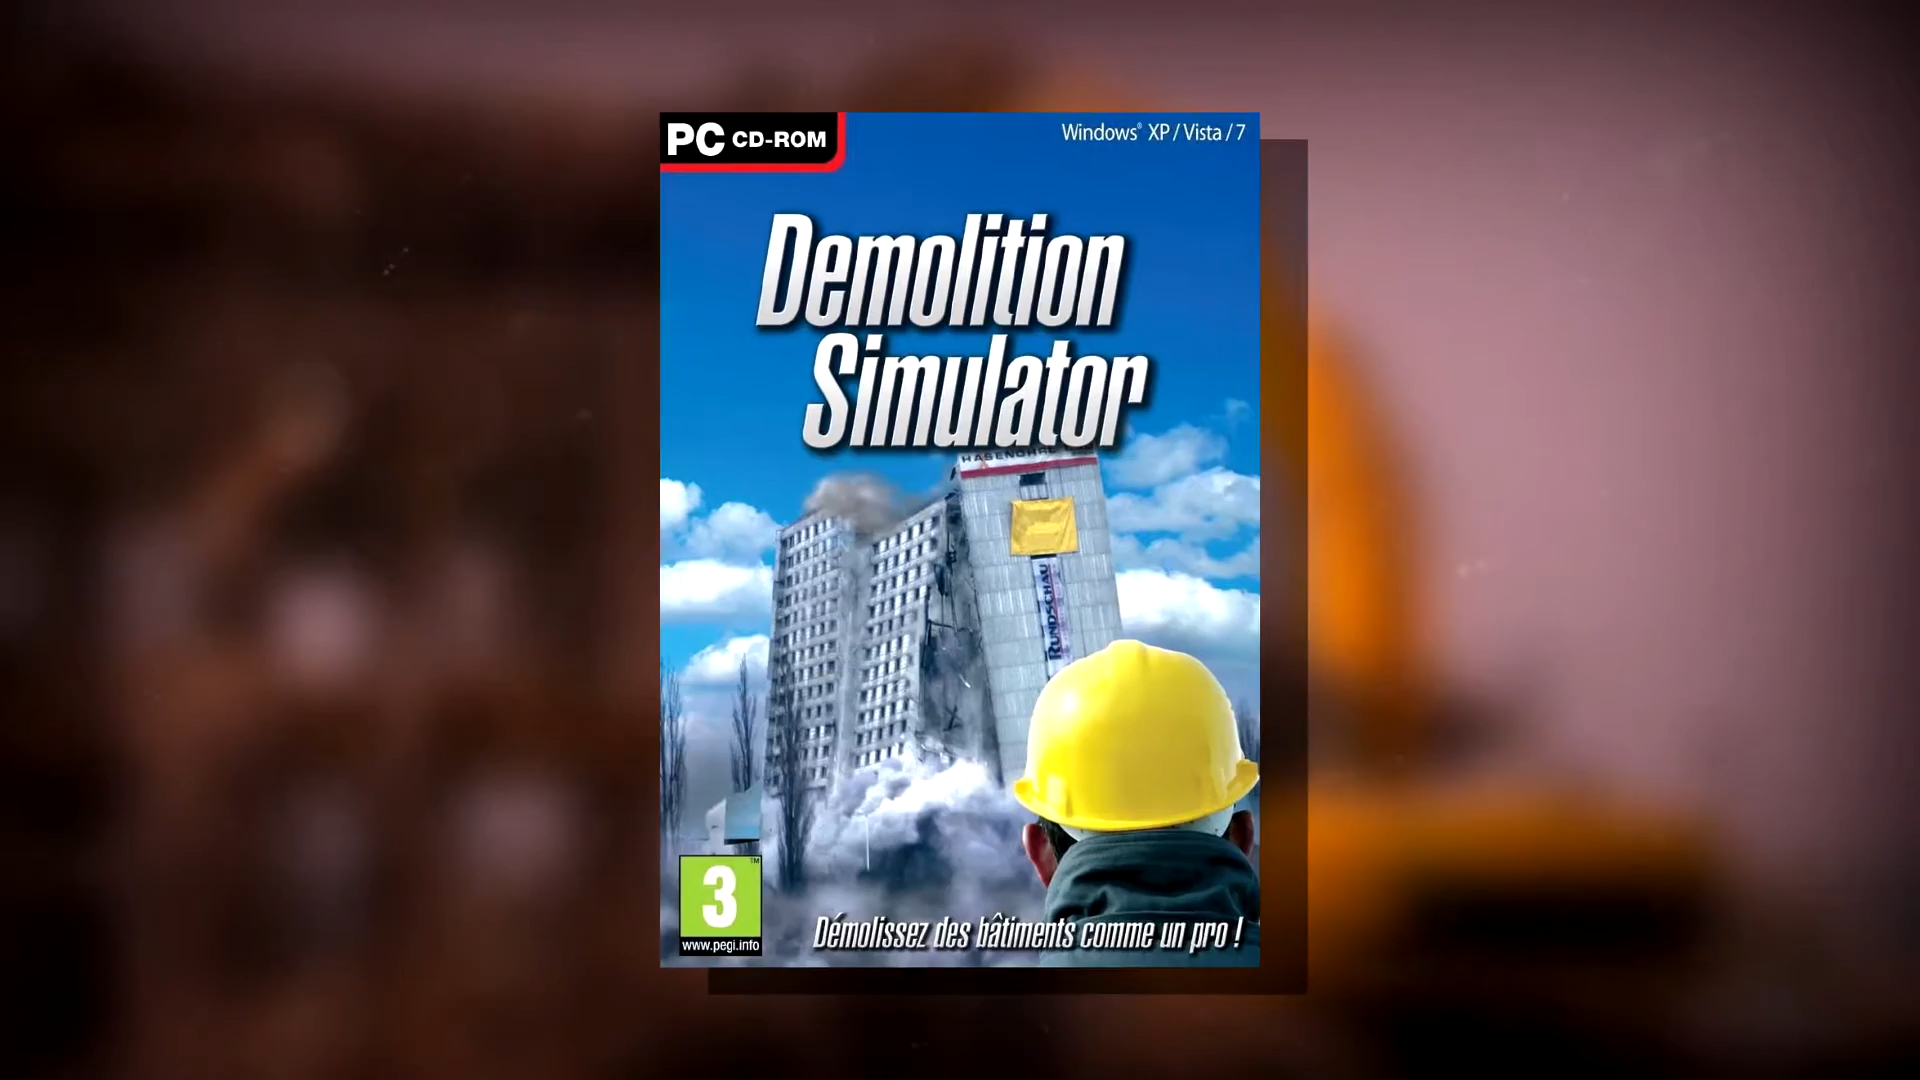 PC CD-ROM
Windows® XP / Vista / 7
Demolition
Simulator
RUNDSCHAU
3
www.pegi.info
Démolissez des bâtiments comme un pro !